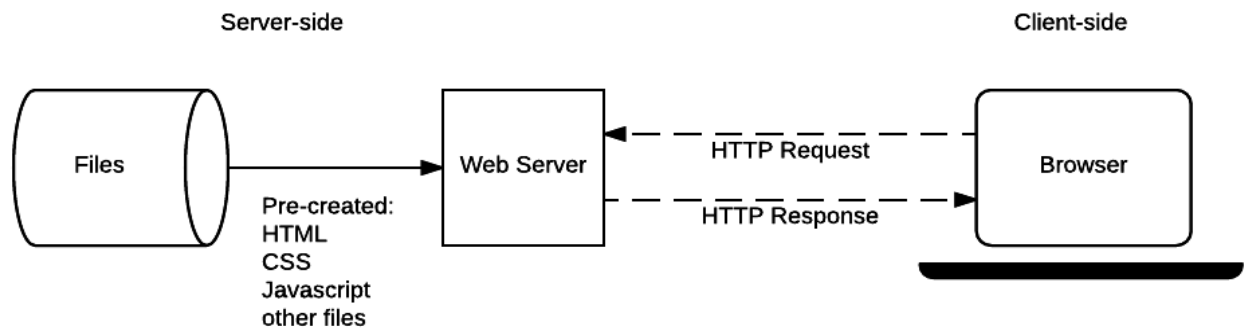 Server-side
Client-side
Files
Web Server
HTTP Request
Browser
HTTP Response
Pre-created:
HTML
CSS
Javascript
other files